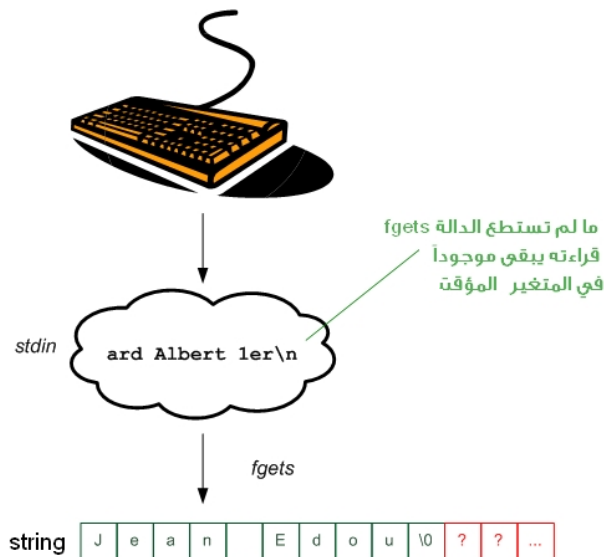 ما لم تستطع الدالة fgets
قراءته يبقى موجوداً
في المتغير المؤقت
stdin
ard Albert 1er\n
fgets
string J e a n E d o u \0 ? ? ...